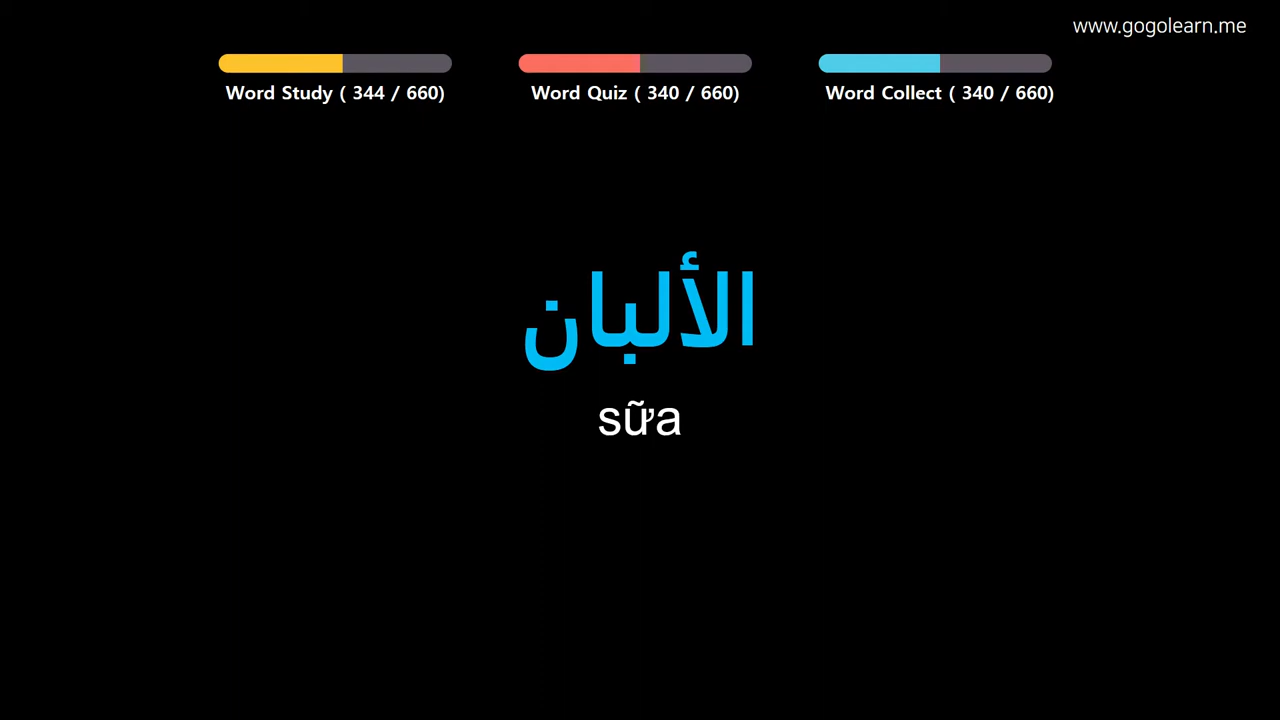 www.gogolearn.me
Word Study ( 344 / 660)
Word Quiz ( 340 / 660)
Word Collect ( 340 / 660)
الألبان
sữa